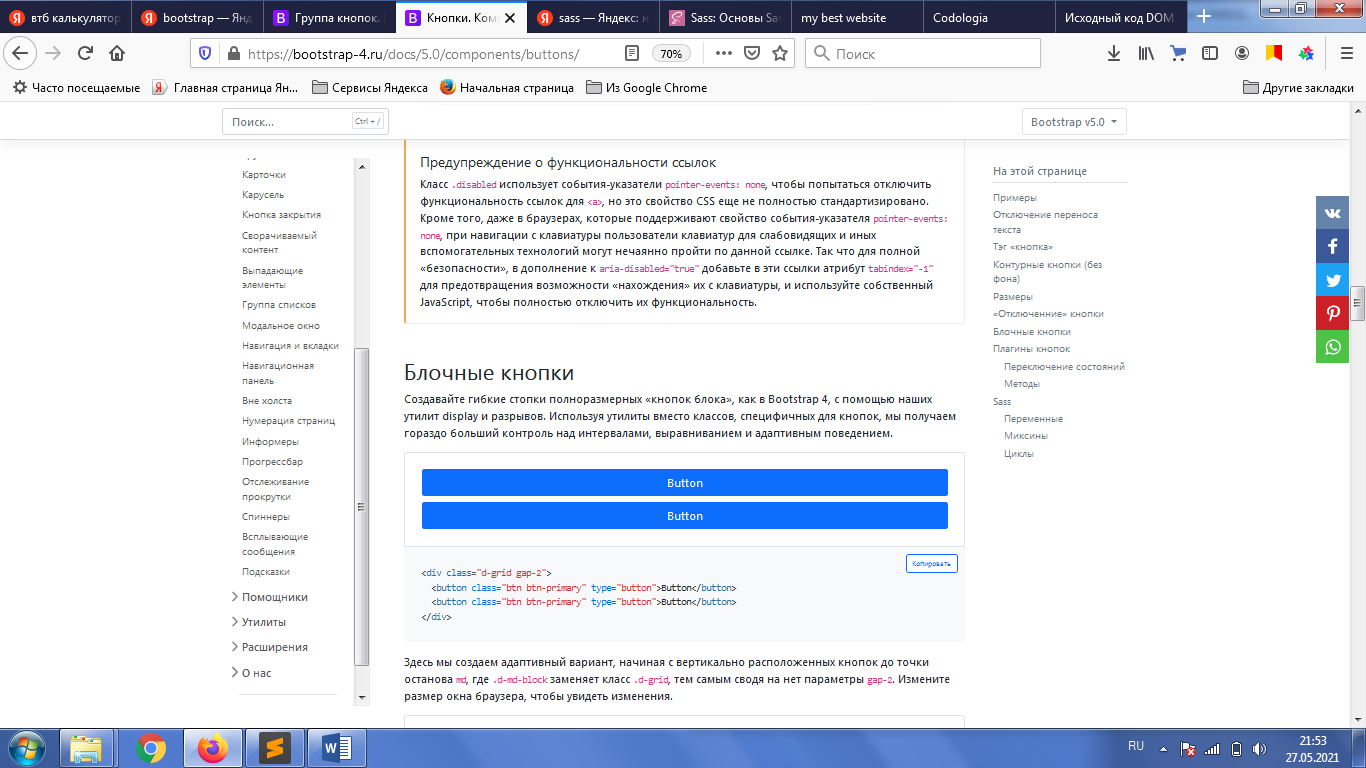 втб калькулятор
bootstrap — Янд
Группа кнопок.
Кнопки. Комп
sass — Яндекс: н
Sass: Основы Sas
my best website
Codologia
Исходный код DOM
https://bootstrap-4.ru/docs/5.0/components/buttons/
70%
Поиск
Часто посещаемые
Главная страница Ян...
Сервисы Яндекса
Начальная страница
Из Google Chrome
Другие закладки
Поиск...
Ctrl + /
Bootstrap v5.0
Карточки
Карусель
Кнопка закрытия
Сворачиваемый
контент
Выпадающие
элементы
Группа списков
Модальное окно
Навигация и вкладки
Навигационная
панель
Вне холста
Нумерация страниц
Информеры
Прогрессбар
Отслеживание
прокрутки
Спиннеры
Всплывающие
сообщения
Подсказки
Помощники
Утилиты
Расширения
О нас
Предупреждение о функциональности ссылок
Класс .disabled использует события-указатели pointer-events: none, чтобы попытаться отключить
функциональность ссылок для <a>, но это свойство CSS еще не полностью стандартизировано.
Кроме того, даже в браузерах, которые поддерживают свойство события-указателя pointer-events:
none, при навигации с клавиатуры пользователи клавиатур для слабовидящих и иных
вспомогательных технологий могут нечаянно пройти по данной ссылке. Так что для полной
«безопасности», в дополнение к aria-disabled="true" добавьте в эти ссылки атрибут tabindex="-1"
для предотвращения возможности «нахождения» их с клавиатуры, и используйте собственный
JavaScript, чтобы полностью отключить их функциональность.
Блочные кнопки
Создавайте гибкие стопки полноразмерных «кнопок блока», как в Bootstrap 4, с помощью наших
утилит display и разрывов. Используя утилиты вместо классов, специфичных для кнопок, мы получаем
гораздо больший контроль над интервалами, выравниванием и адаптивным поведением.
Button
Button
Копировать
<div class="d-grid gap-2">
<button class="btn btn-primary" type="button">Button</button>
<button class="btn btn-primary" type="button">Button</button>
</div>
Здесь мы создаем адаптивный вариант, начиная с вертикально расположенных кнопок до точки
останова md, где .d-md-block заменяет класс .d-grid, тем самым сводя на нет параметры gap-2. Измените
размер окна браузера, чтобы увидеть изменения.
На этой странице
Примеры
Отключение переноса
текста
Тэг «кнопка»
Контурные кнопки (без
фона)
Размеры
«Отключенние» кнопки
Блочные кнопки
Плагины кнопок
Переключение состояний
Методы
Sass
Переменные
Миксины
Циклы
RU
21:53
27.05.2021